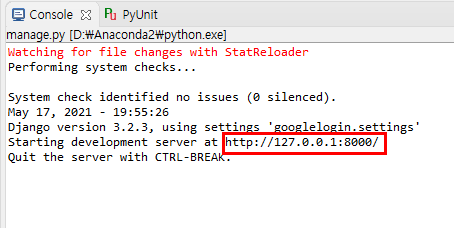 Console PyUnit
manage.py [D:₩Anaconda2₩python.exe]
Watching for file changes with StatReloader
Performing system checks...
System check identified no issues (0 silenced).
May 17, 2021 - 19:55:26
Django version 3.2.3, using settings 'googlelogin.settings'
Starting development server at http://127.0.0.1:8000/
Quit the server with CTRL-BREAK.